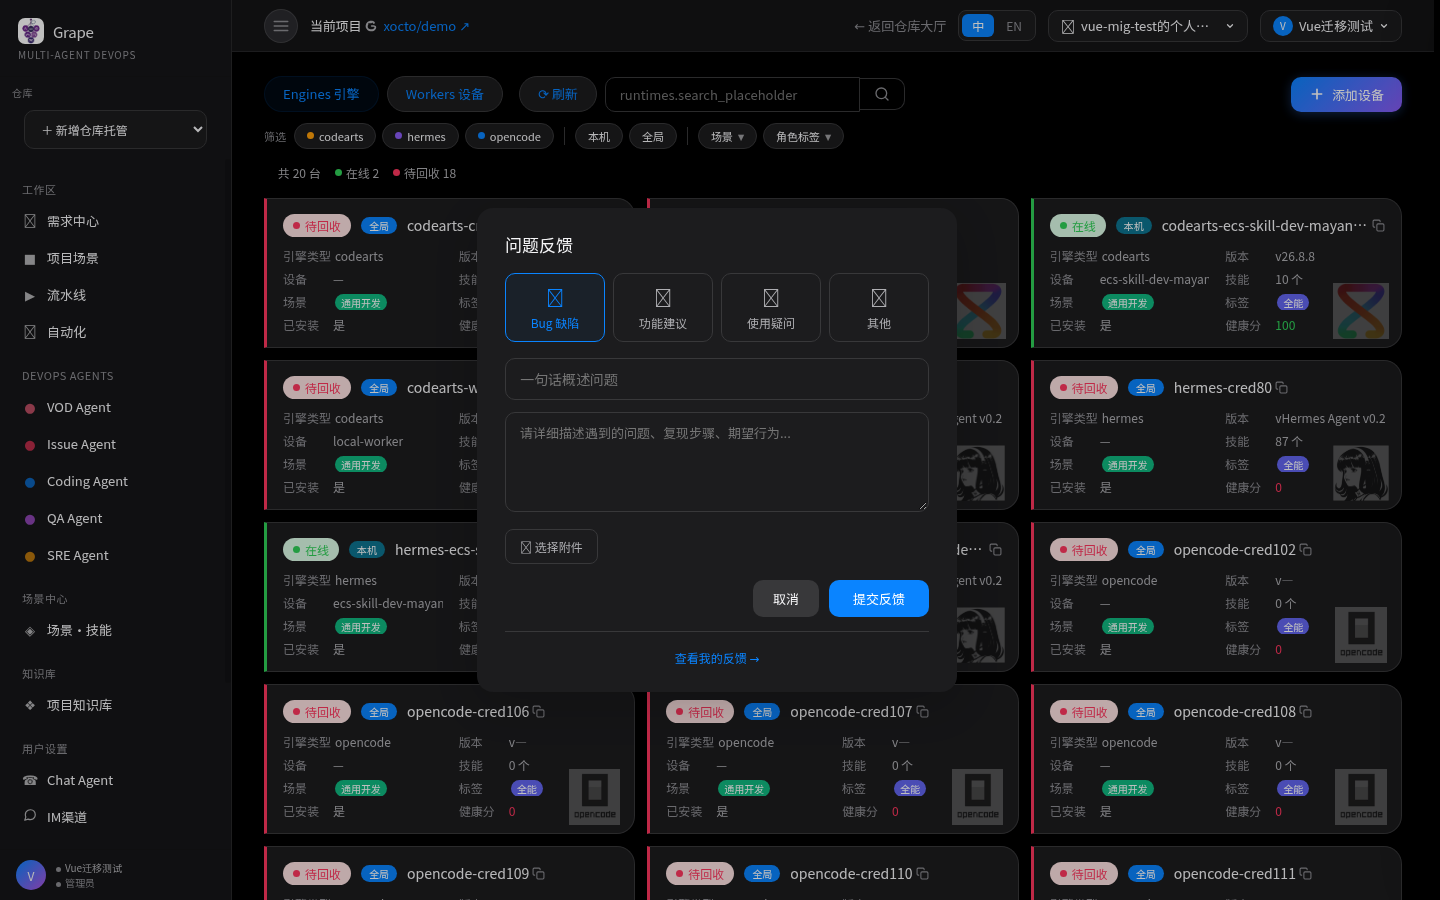 Grape
MULTI-AGENT DEVOPS
仓库
＋ 新增仓库托管
工作区
需求中心
项目场景
流水线
自动化
DEVOPS AGENTS
VOD Agent
Issue Agent
Coding Agent
QA Agent
SRE Agent
场景中心
场景・技能
知识库
项目知识库
用户设置
Chat Agent
IM渠道
V
Vue迁移测试
管理员
当前项目 G xocto/demo ↗
← 返回仓库大厅
中 EN
vue-mig-test的个人…
V Vue迁移测试
Engines 引擎 Workers 设备 ⟳ 刷新 runtimes.search_placeholder
＋ 添加设备
筛选 codearts hermes opencode 本机 全局 场景 ▾ 角色标签 ▾
共 20 台 在线 2 待回收 18
待回收 全局
引擎类型 codearts
设备 —
场景 通用开发
已安装 是
在线 本机 codearts-ecs-skill-dev-mayan…
引擎类型 codearts 版本 v26.8.8
设备 ecs-skill-dev-mayar 技能 10 个
场景 通用开发 标签 全能
已安装 是 健康分 100
待回收 全局
引擎类型 codearts
设备 local-worker
场景 通用开发
已安装 是
待回收 全局 hermes-cred80
引擎类型 hermes 版本 vHermes Agent v0.2
设备 — 技能 87 个
场景 通用开发 标签 全能
已安装 是 健康分 0
在线 本机
引擎类型 hermes
设备 ecs-skill-dev-mayan
场景 通用开发
已安装 是
待回收 全局 opencode-cred102
引擎类型 opencode 版本 v—
设备 — 技能 0 个
场景 通用开发 标签 全能
已安装 是 健康分 0
opencode
待回收 全局 opencode-cred106
引擎类型 opencode 版本 v—
设备 — 技能 0 个
场景 通用开发 标签 全能
已安装 是 健康分 0
opencode
待回收 全局 opencode-cred107
引擎类型 opencode 版本 v—
设备 — 技能 0 个
场景 通用开发 标签 全能
已安装 是 健康分 0
opencode
待回收 全局 opencode-cred108
引擎类型 opencode 版本 v—
设备 — 技能 0 个
场景 通用开发 标签 全能
已安装 是 健康分 0
opencode
待回收 全局 opencode-cred109
待回收 全局 opencode-cred110
待回收 全局 opencode-cred111
问题反馈
Bug 缺陷 功能建议 使用疑问 其他
一句话概述问题
请详细描述遇到的问题、复现步骤、期望行为...
选择附件
取消 提交反馈
查看我的反馈 →